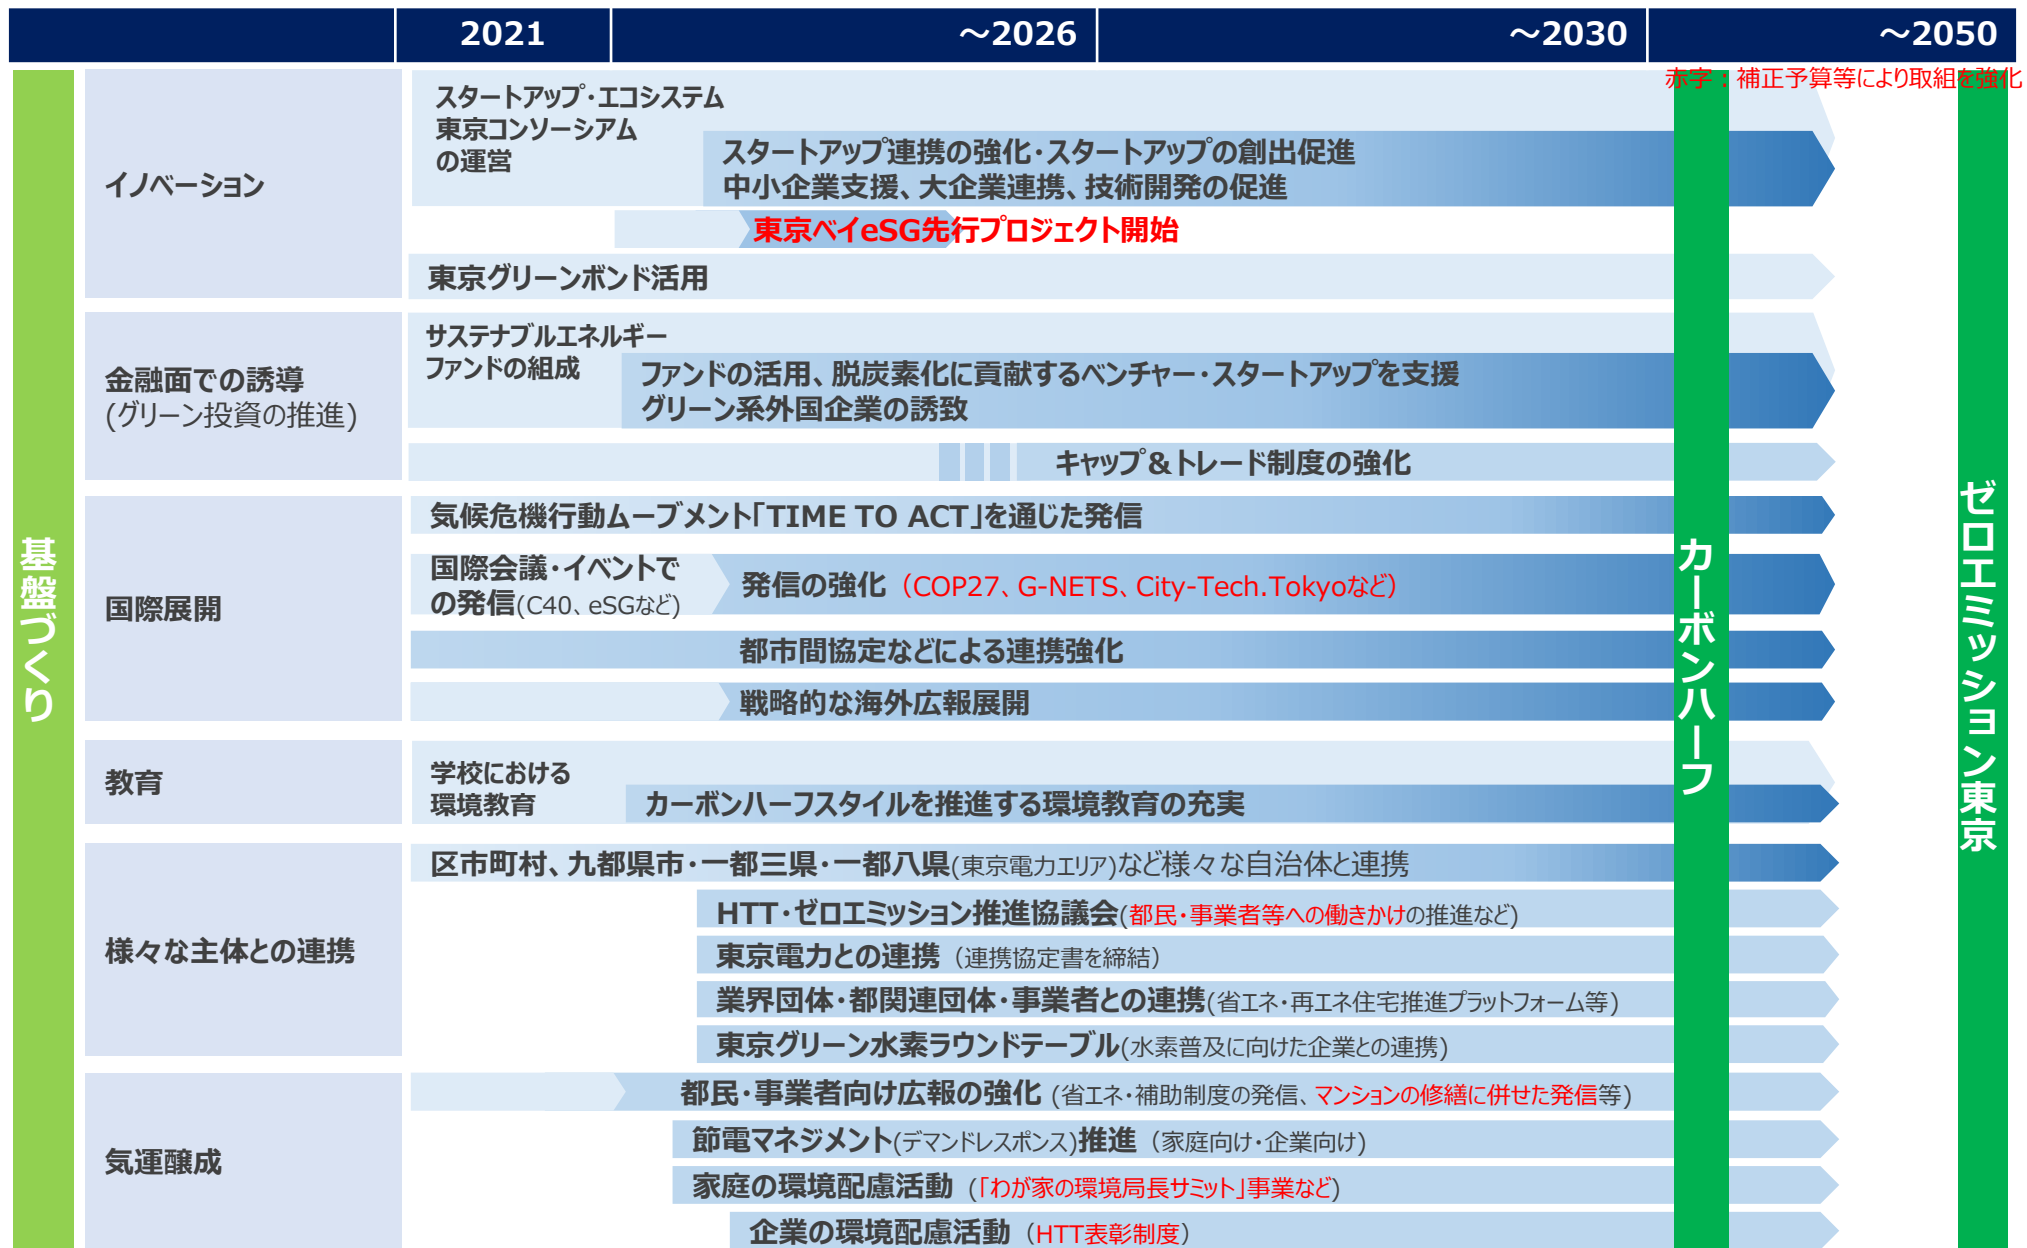 2021
～2026
～2030
～2050
赤字：補正予算等により取組を強化
基盤づくり
イノベーション
スタートアップ・エコシステム
東京コンソーシアム
の運営
スタートアップ連携の強化・スタートアップの創出促進
中小企業支援、大企業連携、技術開発の促進
東京ベイeSG先行プロジェクト開始
東京グリーンボンド活用
金融面での誘導
(グリーン投資の推進)
サステナブルエネルギー
ファンドの組成
ファンドの活用、脱炭素化に貢献するベンチャー・スタートアップを支援
グリーン系外国企業の誘致
キャップ＆トレード制度の強化
国際展開
気候危機行動ムーブメント「TIME TO ACT」を通じた発信
国際会議・イベントで
の発信(C40、eSGなど)
発信の強化（COP27、G-NETS、City-Tech.Tokyoなど）
都市間協定などによる連携強化
戦略的な海外広報展開
教育
学校における
環境教育
カーボンハーフスタイルを推進する環境教育の充実
様々な主体との連携
区市町村、九都県市・一都三県・一都八県(東京電力エリア)など様々な自治体と連携
HTT・ゼロエミッション推進協議会(都民・事業者等への働きかけの推進など)
東京電力との連携（連携協定書を締結）
業界団体・都関連団体・事業者との連携(省エネ・再エネ住宅推進プラットフォーム等)
東京グリーン水素ラウンドテーブル(水素普及に向けた企業との連携)
気運醸成
都民・事業者向け広報の強化 (省エネ・補助制度の発信、マンションの修繕に併せた発信等)
節電マネジメント(デマンドレスポンス)推進（家庭向け・企業向け)
家庭の環境配慮活動（「わが家の環境局長サミット」事業など)
企業の環境配慮活動（HTT表彰制度）
カーボンハーフ
ゼロエミッション東京